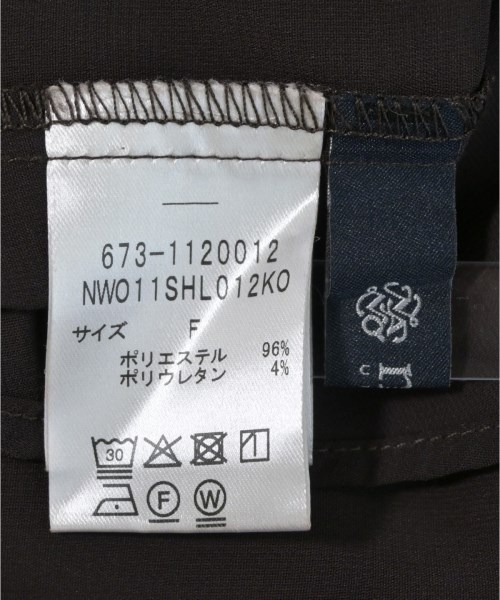 673-1120012
NW011SHL012KO
サイズ F
ポリエステル 96%
ポリウレタン 4%
30
F W